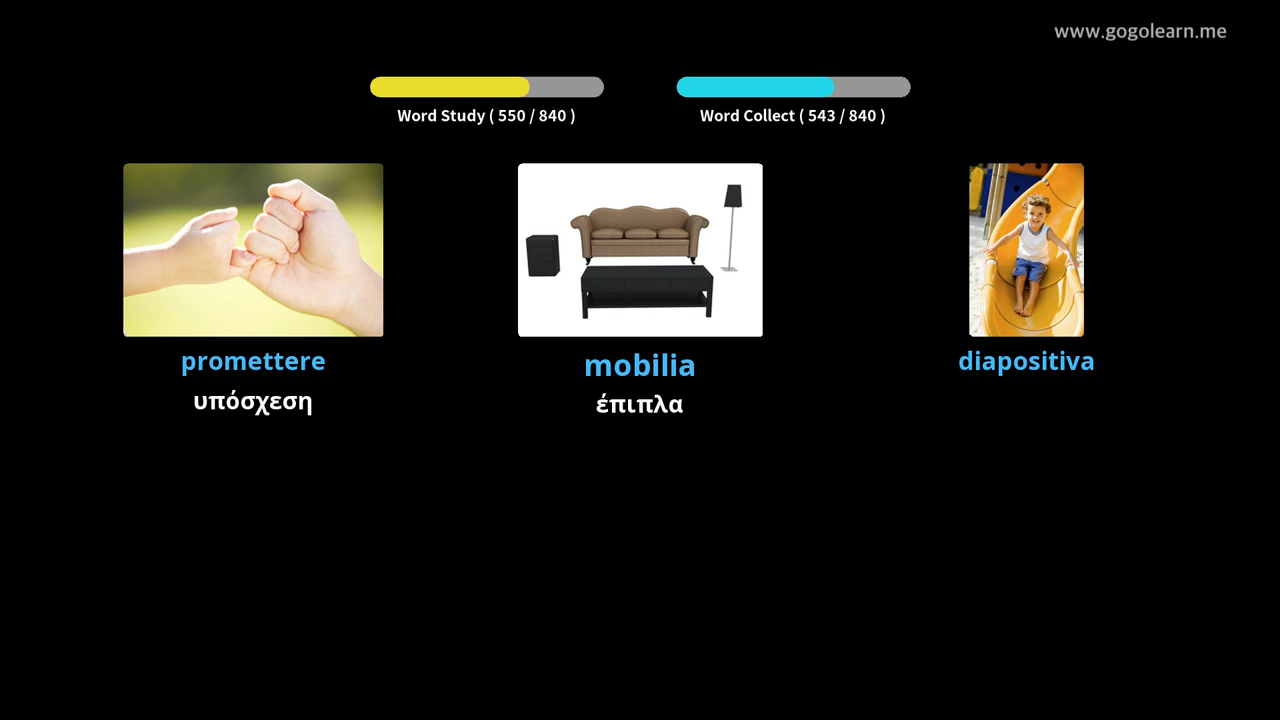 www.gogolearn.me
Word Study ( 550 / 840 )
Word Collect ( 543 / 840 )
promettere
υπόσχεση
mobilia
έπιπλα
diapositiva